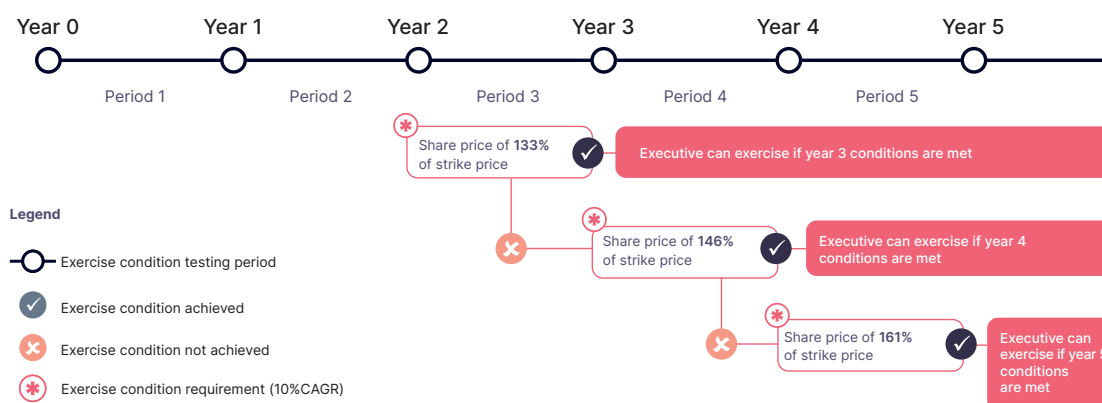 Year 0
Year 1
Year 2
Year 3
Year 4
Year 5
Period 1
Period 2
Period 3
Period 4
Period 5
Share price of 133%
of strike price
Executive can exercise if year 3 conditions are met
Legend
Exercise condition testing period
Exercise condition achieved
Exercise condition not achieved
Exercise condition requirement (10%CAGR)
Share price of 146%
of strike price
Executive can exercise if year 4
conditions are met
Share price of 161%
of strike price
Executive can
exercise if year
conditions
are met